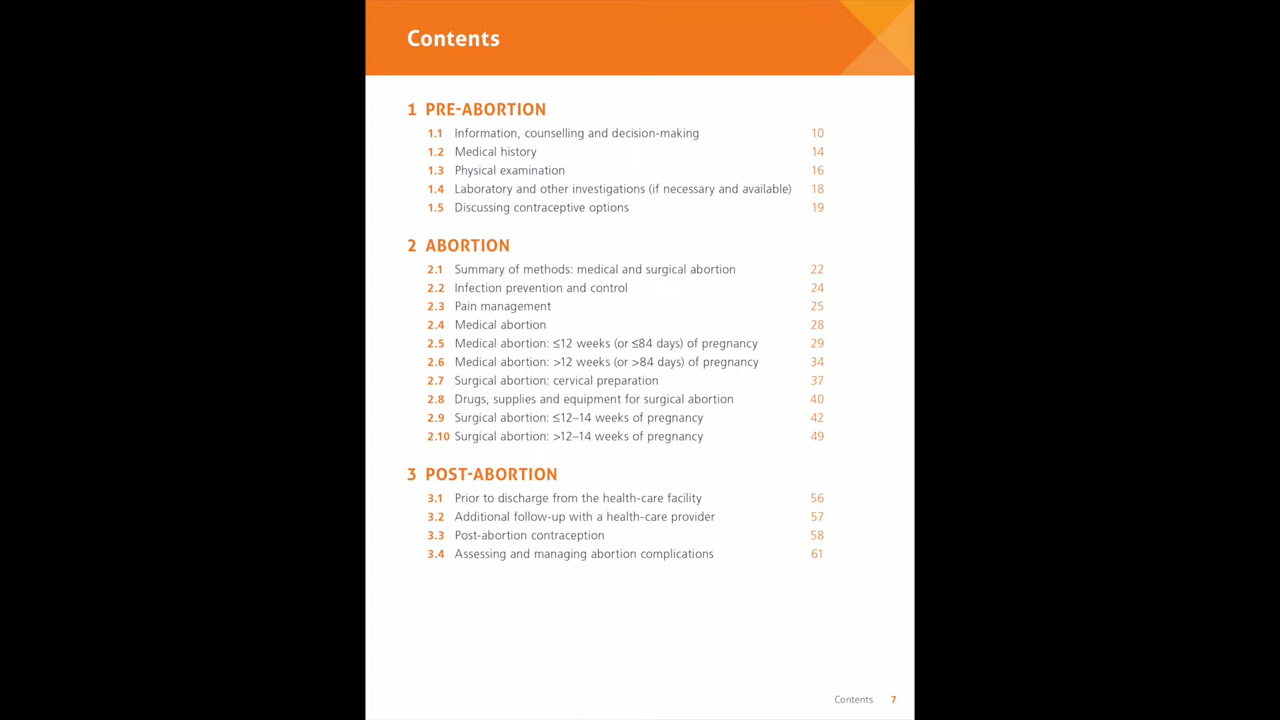 Contents
1 PRE-ABORTION
1.1 Information, counselling and decision-making 10
1.2 Medical history 14
1.3 Physical examination 16
1.4 Laboratory and other investigations (if necessary and available) 18
1.5 Discussing contraceptive options 19
2 ABORTION
2.1 Summary of methods: medical and surgical abortion 22
2.2 Infection prevention and control 24
2.3 Pain management 25
2.4 Medical abortion 28
2.5 Medical abortion: ≤12 weeks (or ≤84 days) of pregnancy 29
2.6 Medical abortion: >12 weeks (or >84 days) of pregnancy 34
2.7 Surgical abortion: cervical preparation 37
2.8 Drugs, supplies and equipment for surgical abortion 40
2.9 Surgical abortion: ≤12–14 weeks of pregnancy 42
2.10 Surgical abortion: >12–14 weeks of pregnancy 49
3 POST-ABORTION
3.1 Prior to discharge from the health-care facility 56
3.2 Additional follow-up with a health-care provider 57
3.3 Post-abortion contraception 58
3.4 Assessing and managing abortion complications 61
Contents 7